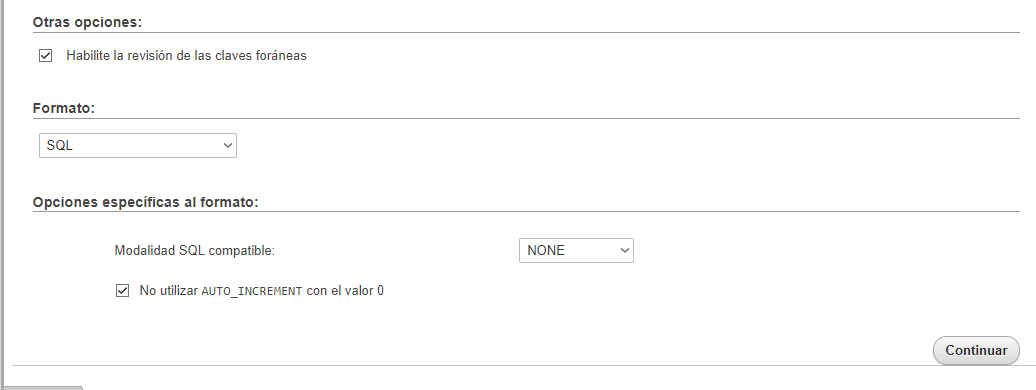 Otras opciones:
Habilite la revisión de las claves foráneas
Formato:
SQL
Opciones específicas al formato:
Modalidad SQL compatible: NONE
No utilizar AUTO_INCREMENT con el valor 0
Continuar